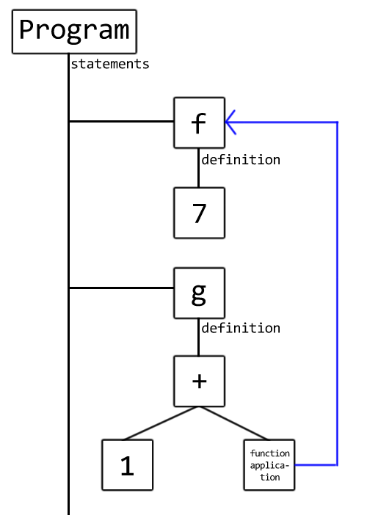 Program
statements
f
definition
7
g
definition
+
1
function
applica-
tion